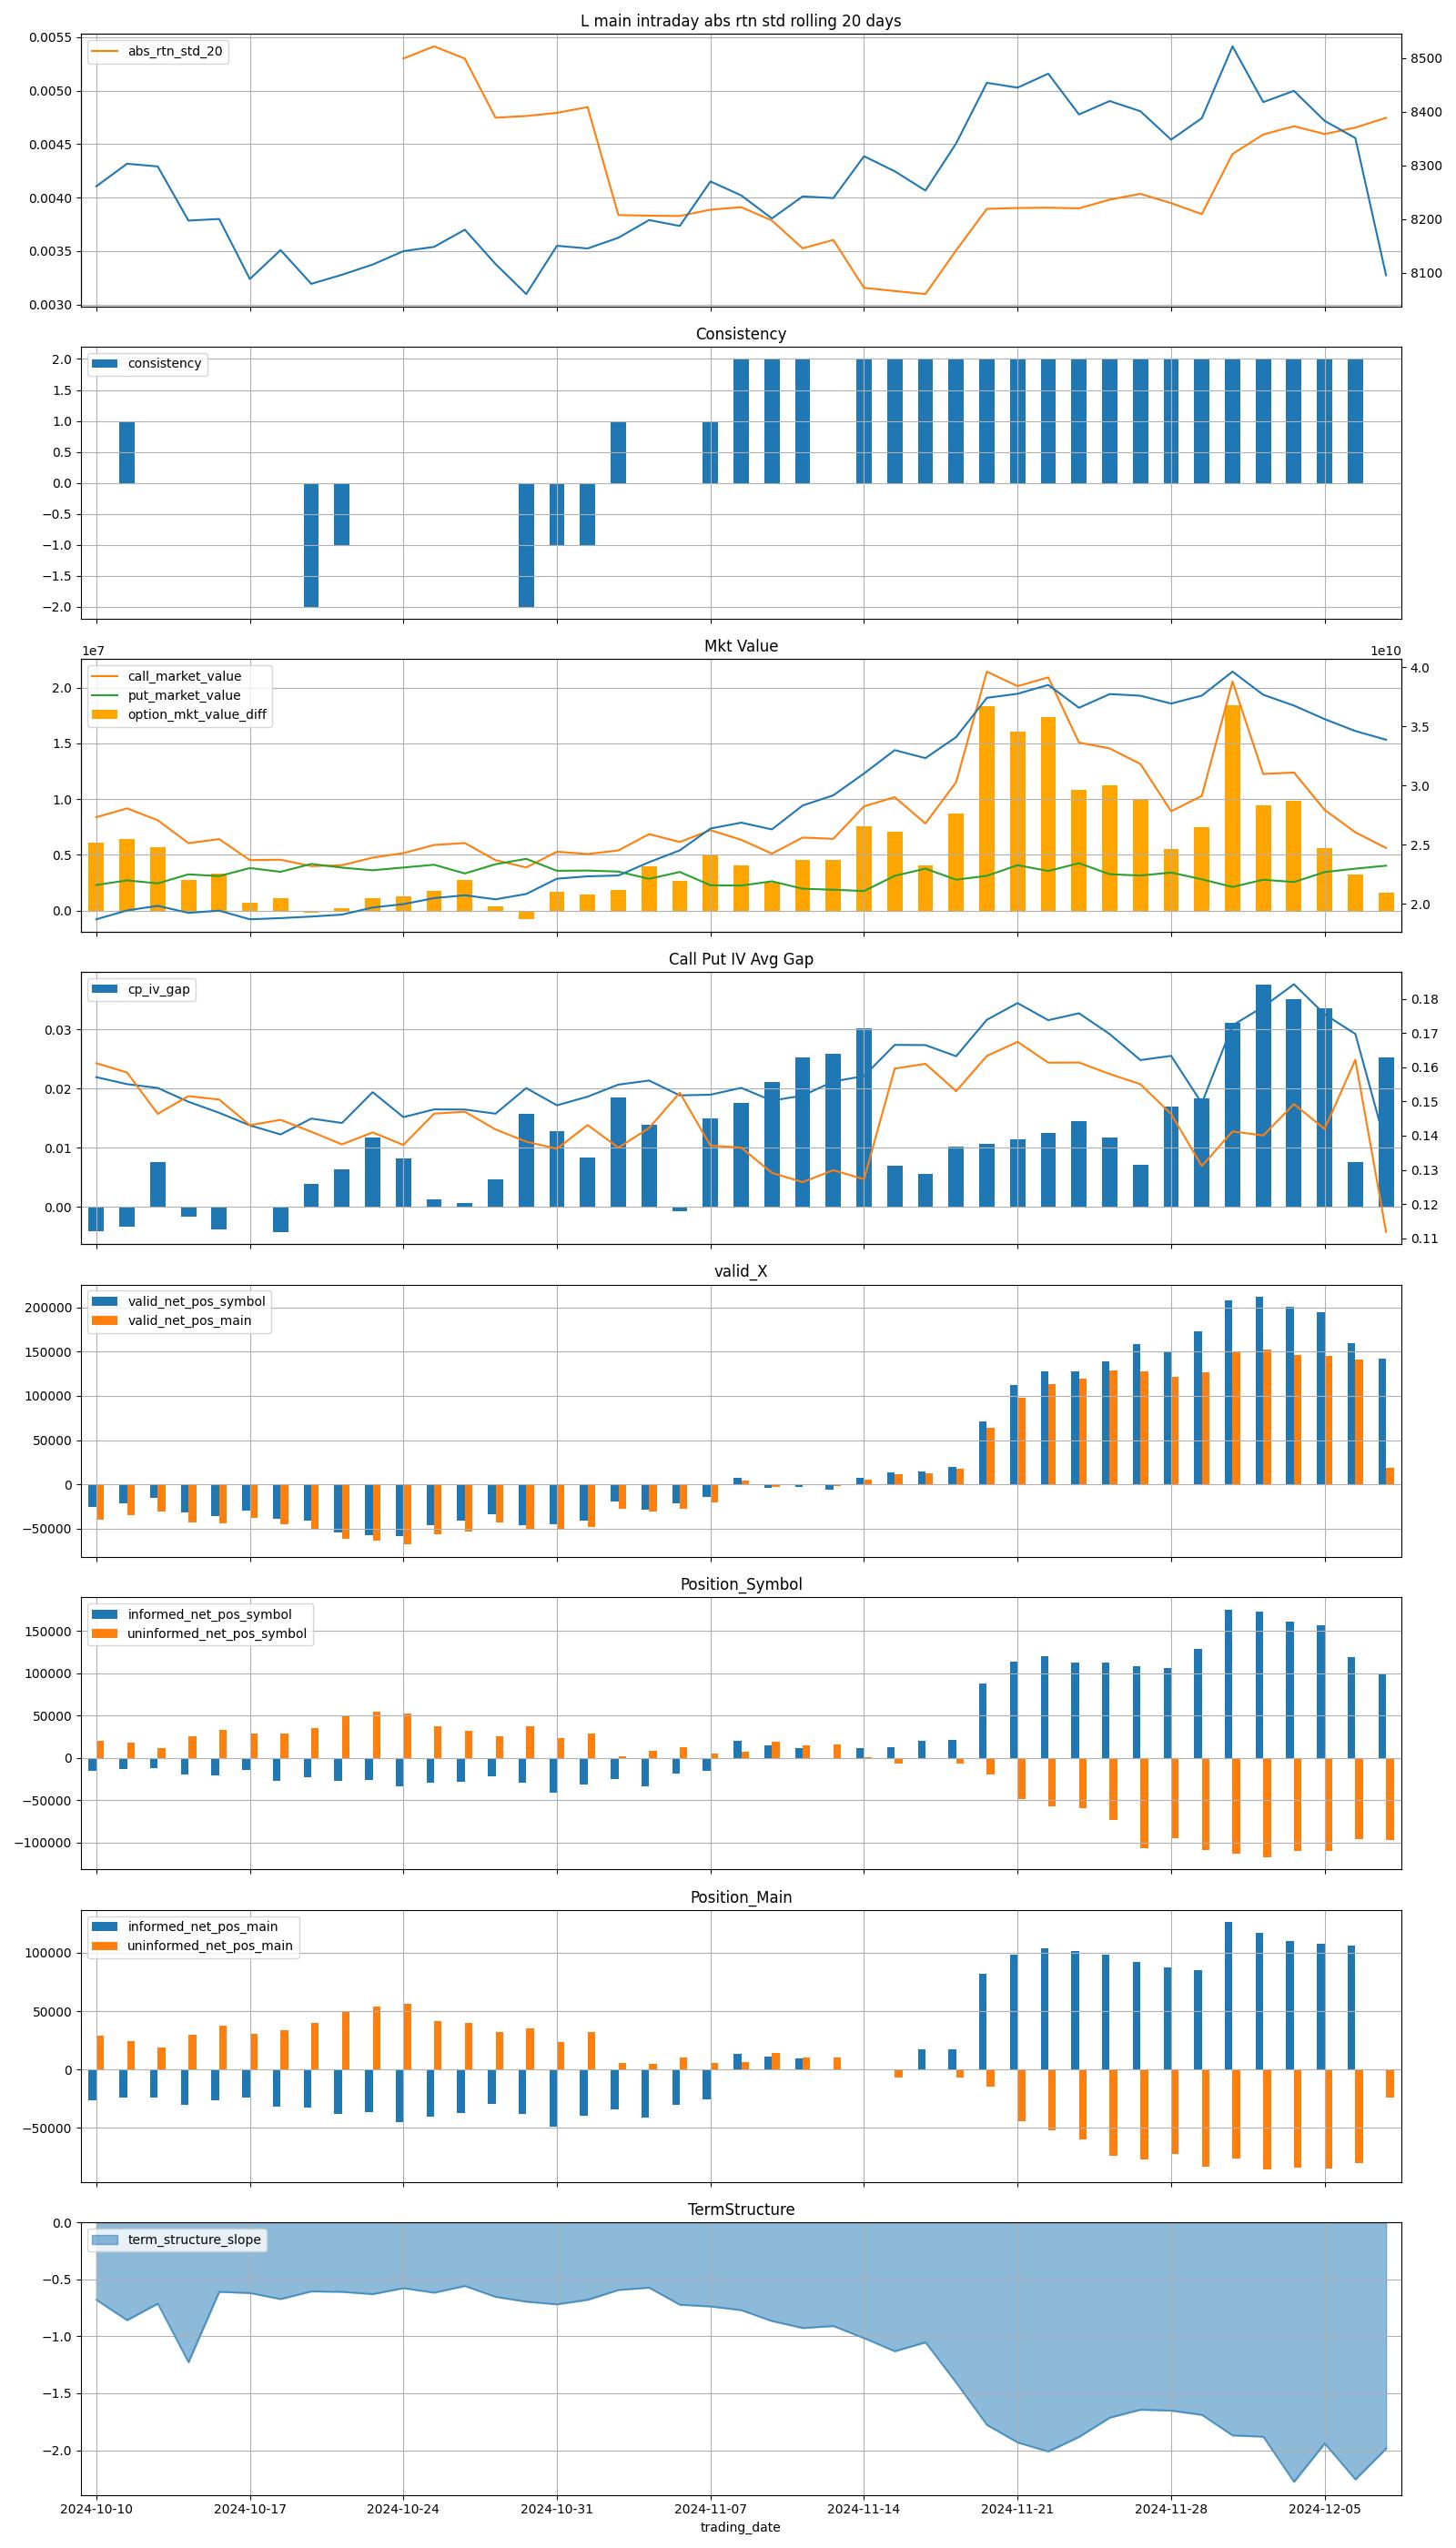 L main intraday abs rtn std rolling 20 days
abs_rtn_std_20
0.0055
0.0050
0.0045
0.0040
0.0035
0.0030
8500
8400
8300
8200
8100
Consistency
consistency
2.0
1.5
1.0
0.5
0.0
−0.5
−1.0
−1.5
−2.0
Mkt Value
1e7
1e10
call_market_value
put_market_value
option_mkt_value_diff
2.0
1.5
1.0
0.5
0.0
4.0
3.5
3.0
2.5
2.0
Call Put IV Avg Gap
cp_iv_gap
0.03
0.02
0.01
0.00
0.18
0.17
0.16
0.15
0.14
0.13
0.12
0.11
valid_X
valid_net_pos_symbol
valid_net_pos_main
200000
150000
100000
50000
0
−50000
Position_Symbol
informed_net_pos_symbol
uninformed_net_pos_symbol
150000
100000
50000
0
−50000
−100000
Position_Main
informed_net_pos_main
uninformed_net_pos_main
100000
50000
0
−50000
TermStructure
term_structure_slope
0.0
−0.5
−1.0
−1.5
−2.0
2024-10-10 2024-10-17 2024-10-24 2024-10-31 2024-11-07 2024-11-14 2024-11-21 2024-11-28 2024-12-05
trading_date